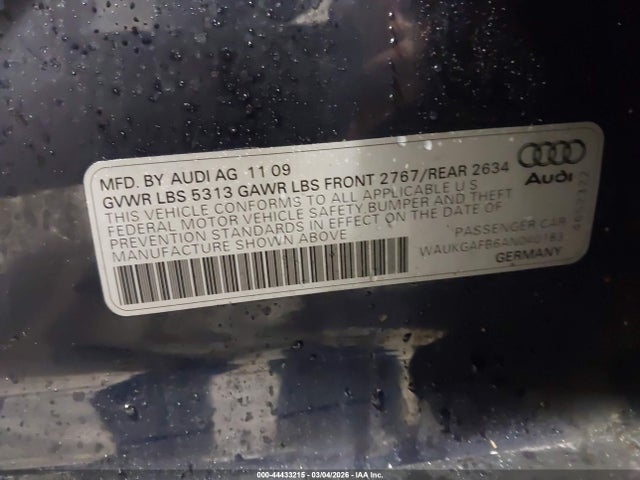 MFD. BY AUDI AG 11 09
GVWR LBS 5313 GAWR LBS FRONT 2767/REAR 2634
THIS VEHICLE CONFORMS TO ALL APPLICABLE U S
FEDERAL MOTOR VEHICLE SAFETY BUMPER AND THEFT
PREVENTION STANDARDS IN EFFECT ON THE DATE OF
MANUFACTURE SHOWN ABOVE
Audi
PASSENGER CAR
WAUKGAFB6AN040183
GERMANY
000-44433215 - 03/04/2026 - IAA Inc.